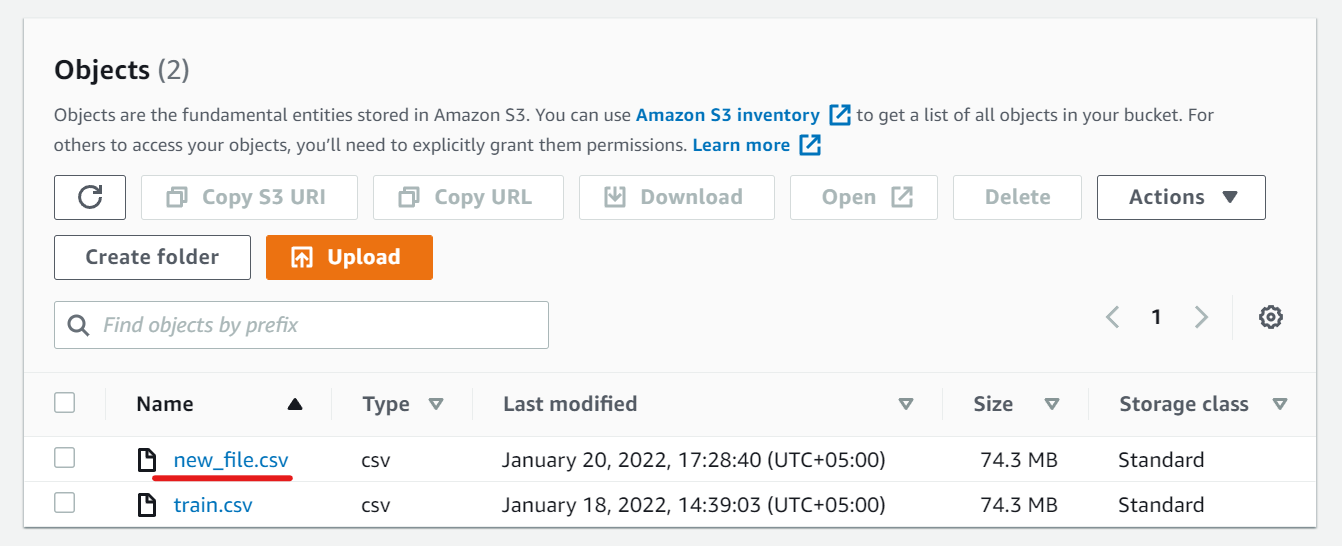 Objects (2)
Objects are the fundamental entities stored in Amazon S3. You can use Amazon S3 inventory to get a list of all objects in your bucket. For
others to access your objects, you'll need to explicitly grant them permissions. Learn more
Copy S3 URI Copy URL Download Open Delete Actions
Create folder Upload
Find objects by prefix 1
Name Type Last modified Size Storage class
new_file.csv csv January 20, 2022, 17:28:40 (UTC+05:00) 74.3 MB Standard
train.csv csv January 18, 2022, 14:39:03 (UTC+05:00) 74.3 MB Standard